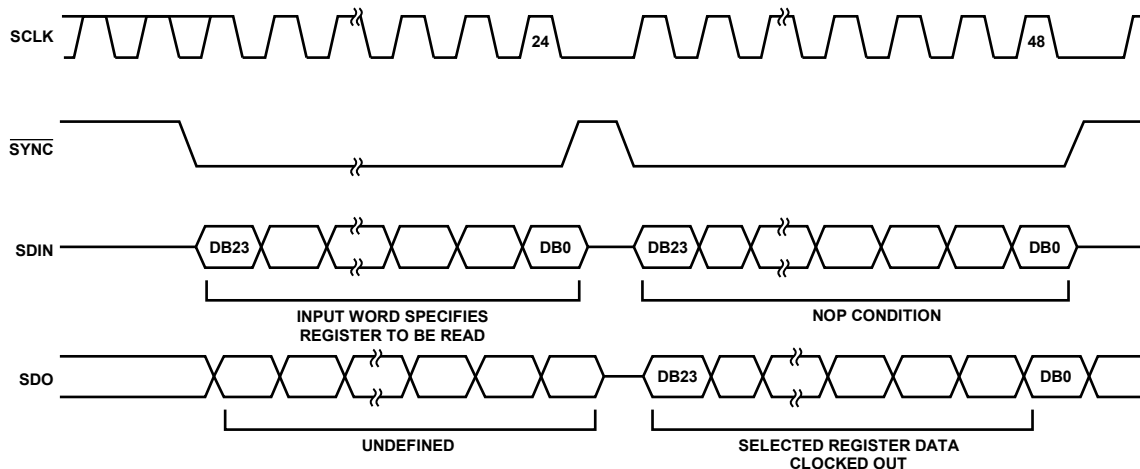 SCLK
24
48
SYNC
SDIN
DB23
DB0
DB23
DB0
INPUT WORD SPECIFIES
REGISTER TO BE READ
NOP CONDITION
SDO
DB23
DB0
UNDEFINED
SELECTED REGISTER DATA
CLOCKED OUT